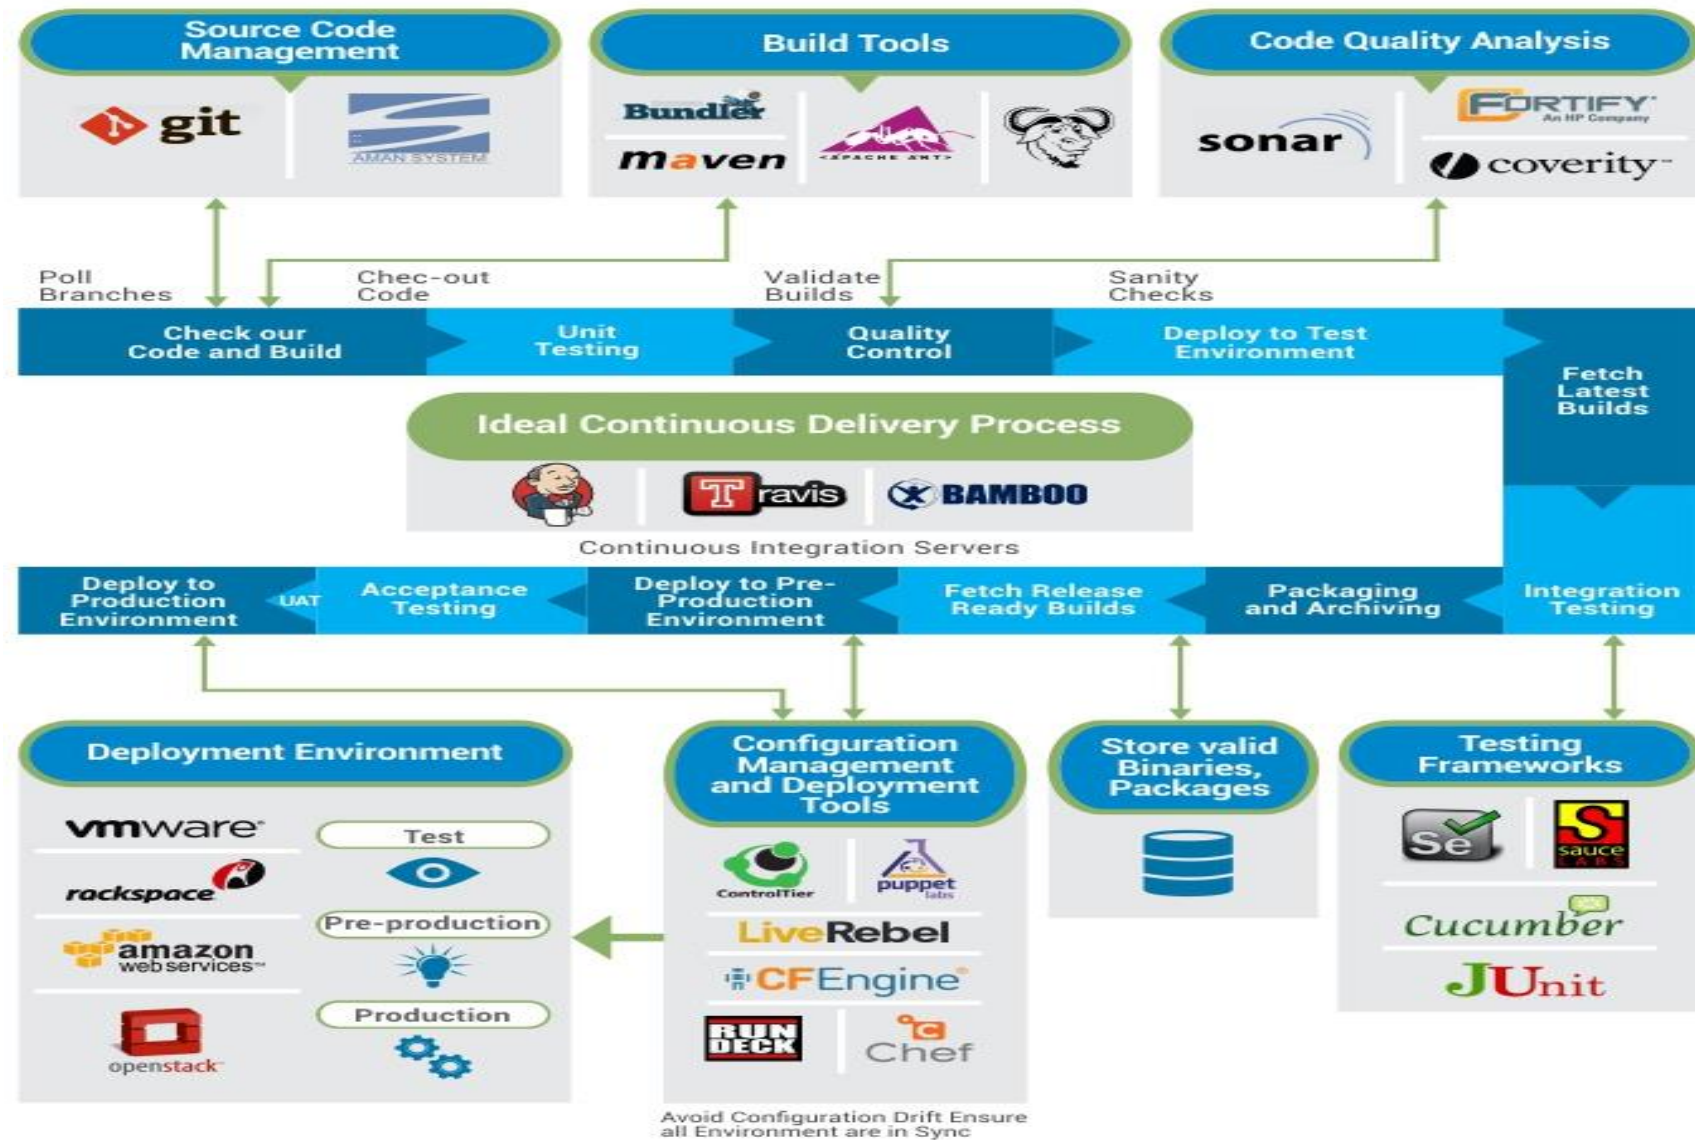 Source Code
Management
Build Tools
Code Quality Analysis
git
AMAN SYSTEM
Bundler
maven
<APACHE ANT>
sonar
FORTIFY
An HP Company
coverity™
Poll
Branches
Chec-out
Code
Validate
Builds
Sanity
Checks
Check our
Code and Build
Unit
Testing
Quality
Control
Deploy to Test
Environment
Fetch
Latest
Builds
Ideal Continuous Delivery Process
Travis
BAMBOO
Continuous Integration Servers
Deploy to
Production
Environment
UAT
Acceptance
Testing
Deploy to Pre-
Production
Environment
Fetch Release
Ready Builds
Packaging
and Archiving
Integration
Testing
Deployment Environment
vmware®
rackspace
amazon
webservices™
openstack™
Test
Pre-production
Production
Configuration
Management
and Deployment
Tools
ControlTier
puppet
labs
LiveRebel
CFEngine®
RUN
DECK
Chef
Avoid Configuration Drift Ensure
all Environment are in Sync
Store valid
Binaries,
Packages
Testing
Frameworks
Se
SAUCE
LABS
Cucumber
JUnit